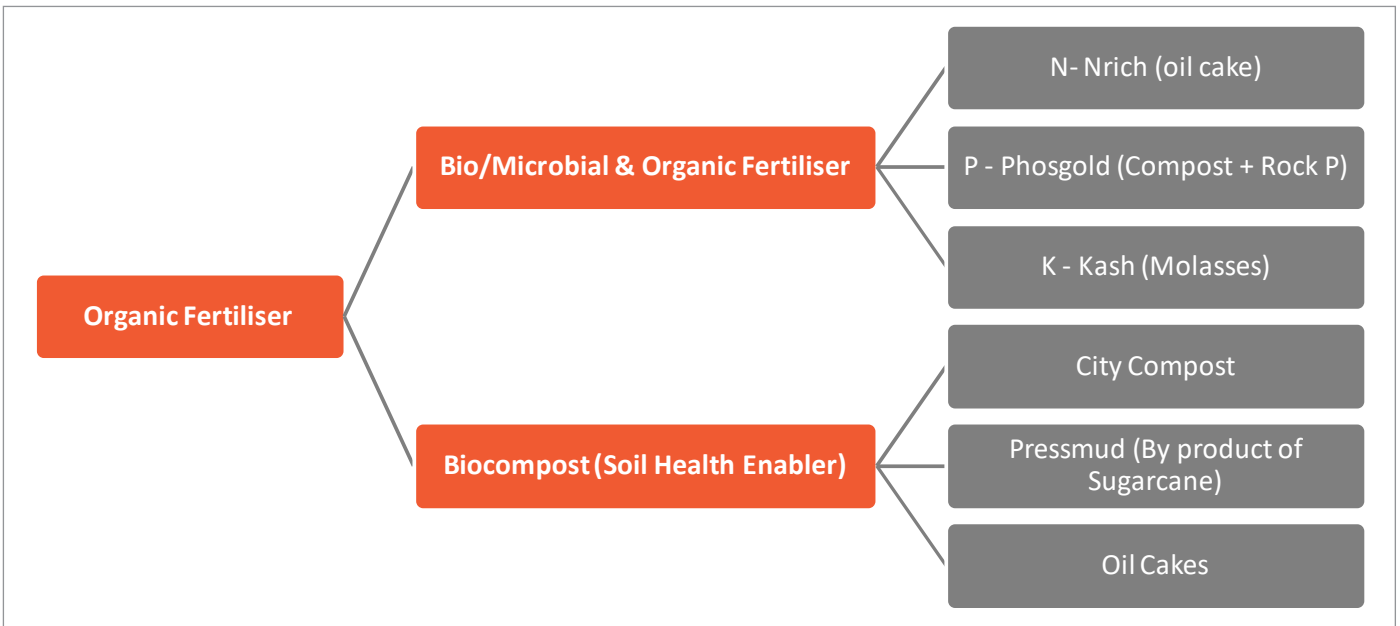 Organic Fertiliser
Bio/Microbial & Organic Fertiliser
N- Nrich (oil cake)
P - Phosgold (Compost + Rock P)
K - Kash (Molasses)
Biocompost (Soil Health Enabler)
City Compost
Pressmud (By product of
Sugarcane)
Oil Cakes